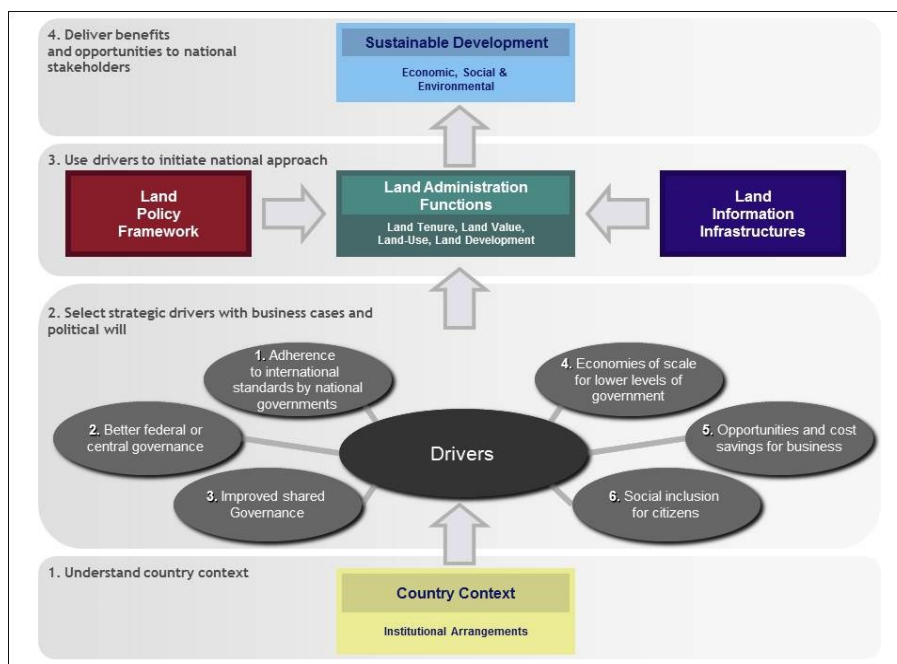 4. Deliver benefits
and opportunities to national
stakeholders
Sustainable Development
Economic, Social &
Environmental
3. Use drivers to initiate national approach
Land
Policy
Framework
Land Administration
Functions
Land Tenure, Land Value,
Land-Use, Land Development
Land
Information
Infrastructures
2. Select strategic drivers with business cases and
political will
1. Adherence
to international
standards by national
governments
4. Economies of scale
for lower levels of
government
2. Better federal or
central governance
Drivers
5. Opportunities and cost
savings for business
3. Improved shared
Governance
6. Social inclusion
for citizens
1. Understand country context
Country Context
Institutional Arrangements